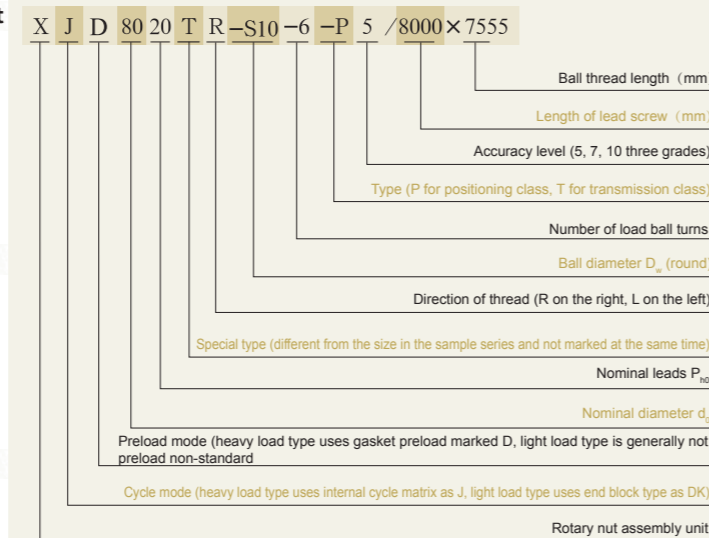 t
X J D 80 20 T R -S10 -6 -P 5 /8000×7555
Ball thread length (mm
Length of lead screw (mm)
Accuracy level (5, 7, 10 three grades)
Type (P for positioning class, T for transmission class)
Number of load ball turns
Ball diameter Dw (round)
Direction of thread (R on the right, L on the left)
Special type (different from the size in the sample series and not marked at the same time)
Nominal leads Ph0
Nominal diameter d0
Preload mode (heavy load type uses gasket preload marked D, light load type is generally not
preload non-standard
Cycle mode (heavy load type uses internal cycle matrix as J, light load type uses end block type as DK)
Rotary nut assembly unit